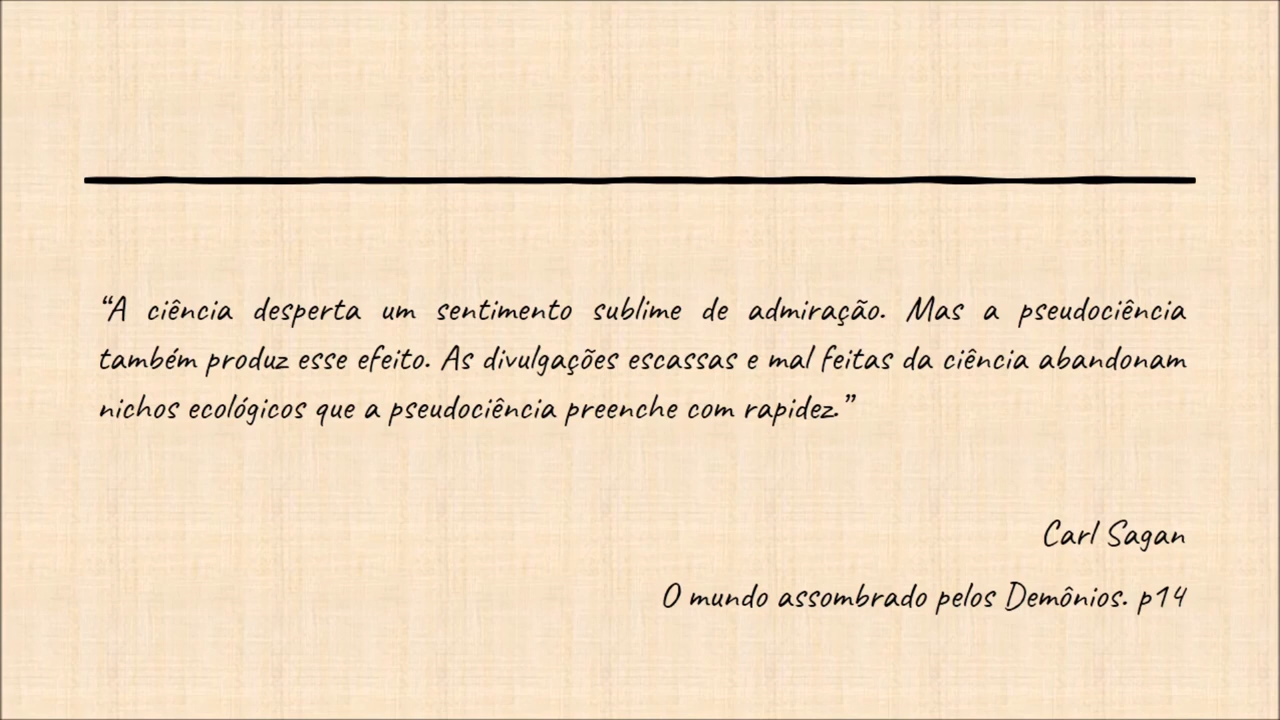 “A ciência desperta um sentimento sublime de admiração. Mas a pseudociência
também produz esse efeito. As divulgações escassas e mal feitas da ciência abandonam
nichos ecológicos que a pseudociência preenche com rapidez.”
Carl Sagan
O mundo assombrado pelos Demônios. p14